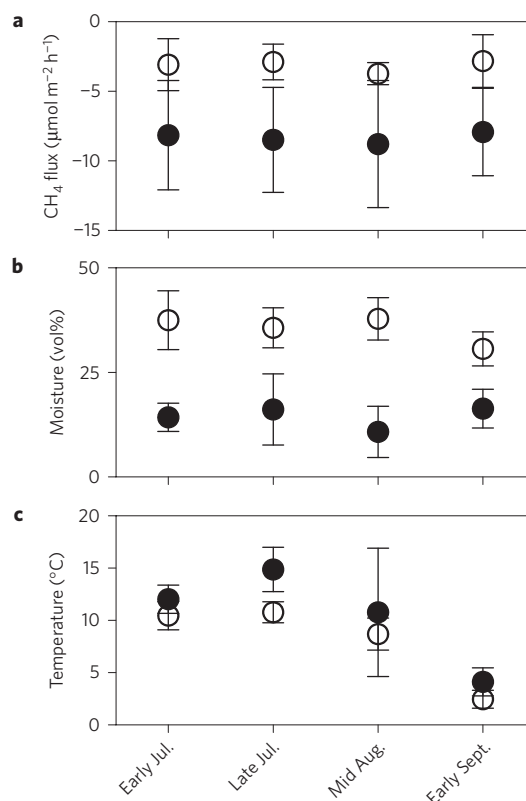 a
0
−5
−10
−15
CH₄ flux (μmol m⁻² h⁻¹)
b
50
25
0
Moisture (vol%)
c
20
15
10
5
0
Temperature (°C)
Early Jul.
Late Jul.
Mid Aug.
Early Sept.